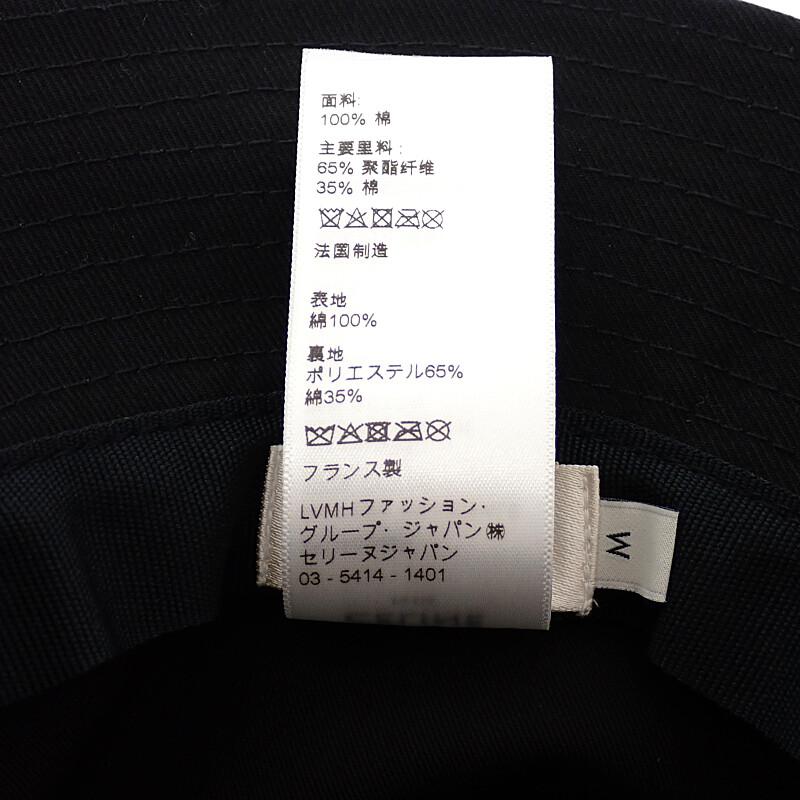 面料:
100% 棉
主要里料:
65% 聚酯纤维
35% 棉
法国制造
表地
綿100%
裏地
ポリエステル65%
綿35%
フランス製
LVMHファッション・
グループ・ジャパン㈱
セリーヌジャパン
03 - 5414 - 1401
M